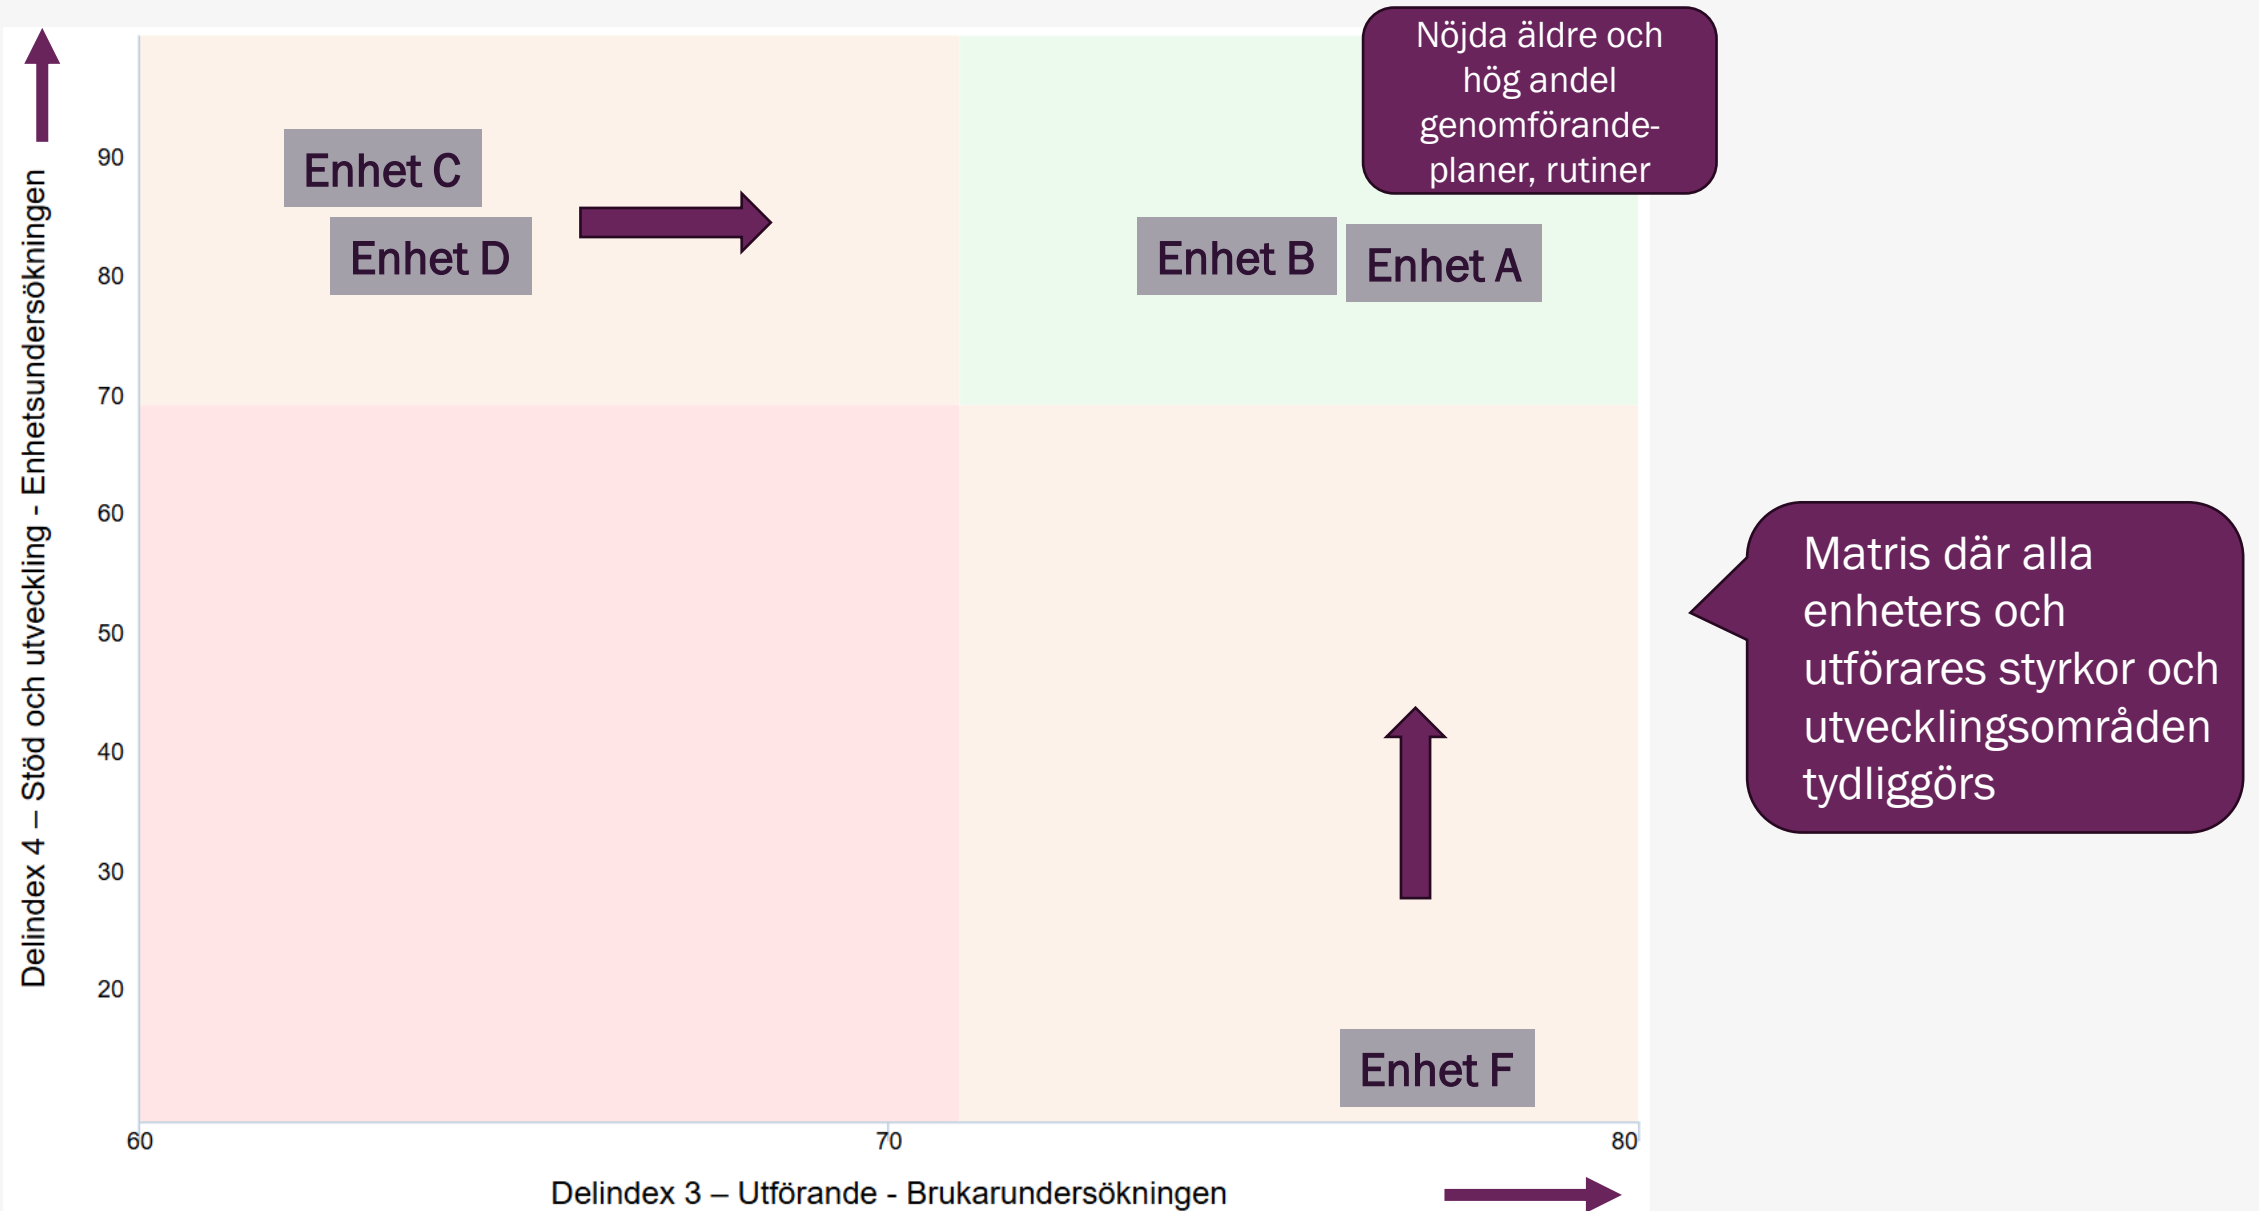 Nöjda äldre och
hög andel
genomförande-
planer, rutiner
Delindex 4 – Stöd och utveckling - Enhetsundersökningen
90
80
70
60
50
40
30
20
Enhet C
Enhet D
Enhet B
Enhet A
Enhet F
60
70
80
Delindex 3 – Utförande - Brukarundersökningen
Matris där alla
enheters och
utförares styrkor och
utvecklingsområden
tydliggörs